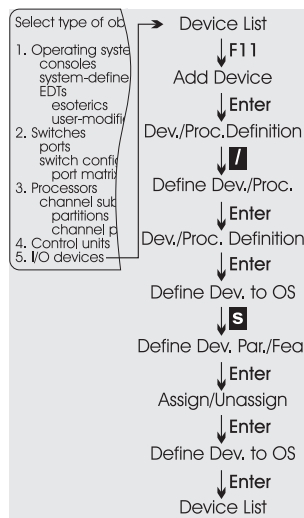 Select type of ob
1. Operating syste
consoles
system-define
EDTs
esoterics
user-modifi
2. Switches
ports
switch config
port matri
3. Processors
channel sub
partitions
channel p
4. Control units
5. I/O devices
Device List
F11
Add Device
Enter
Dev./Proc.Definition
/
Define Dev./Proc.
Enter
Dev./Proc. Definition
Enter
Define Dev. to OS
s
Define Dev. Par./Fea
Enter
Assign/Unassign
Enter
Define Dev. to OS
Enter
Device List